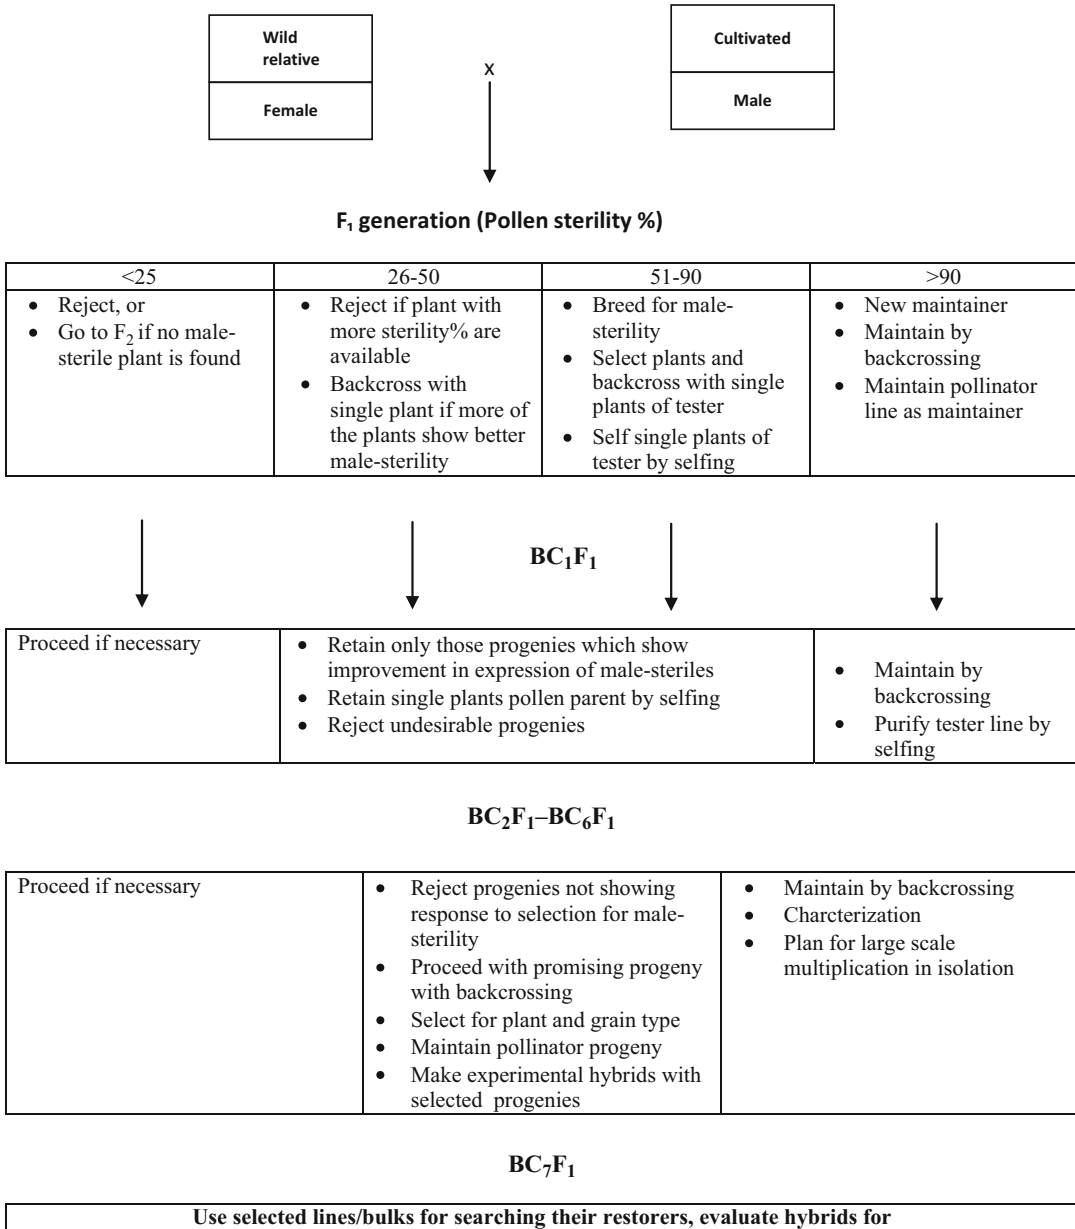 Wild
relative
Female
x
Cultivated
Male
F₁ generation (Pollen sterility %)
<25
26-50
51-90
>90
• Reject, or
• Go to F₂ if no male-
sterile plant is found
• Reject if plant with
more sterility% are
available
• Backcross with
single plant if more of
the plants show better
male-sterility
• Breed for male-
sterility
• Select plants and
backcross with single
plants of tester
• Self single plants of
tester by selfing
• New maintainer
• Maintain by
backcrossing
• Maintain pollinator
line as maintainer
BC₁F₁
Proceed if necessary
• Retain only those progenies which show
improvement in expression of male-steriles
• Retain single plants pollen parent by selfing
• Reject undesirable progenies
• Maintain by
backcrossing
• Purify tester line by
selfing
BC₂F₁–BC₆F₁
Proceed if necessary
• Reject progenies not showing
response to selection for male-
sterility
• Proceed with promising progeny
with backcrossing
• Select for plant and grain type
• Maintain pollinator progeny
• Make experimental hybrids with
selected progenies
• Maintain by backcrossing
• Charcterization
• Plan for large scale
multiplication in isolation
BC₇F₁
Use selected lines/bulks for searching their restorers, evaluate hybrids for